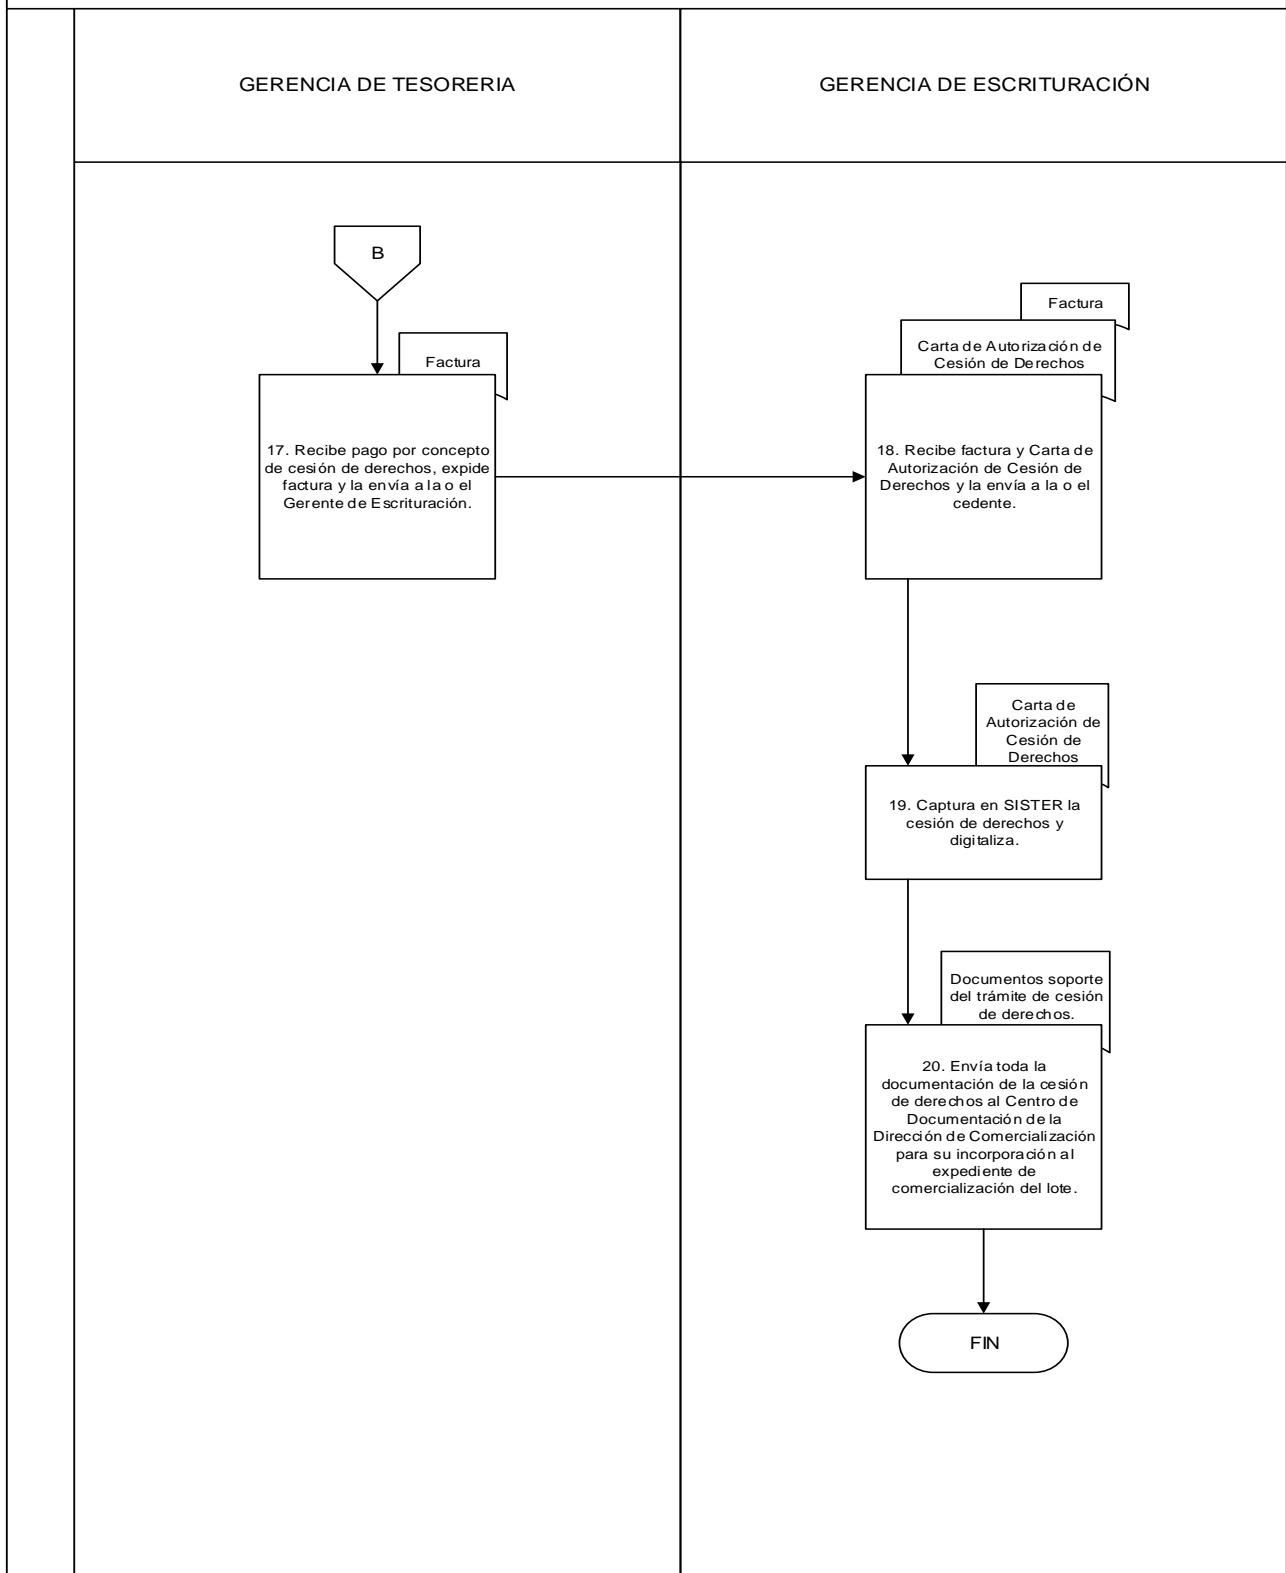 GERENCIA DE TESORERIA
GERENCIA DE ESCRITURACIÓN
B
Factura
17. Recibe pago por concepto
de cesión de derechos, expide
factura y la envía a la o el
Gerente de Escrituración.
Factura
Carta de Autorización de
Cesión de Derechos
18. Recibe factura y Carta de
Autorización de Cesión de
Derechos y la envía a la o el
cedente.
Carta de
Autorización de
Cesión de
Derechos
19. Captura en SISTER la
cesión de derechos y
digitaliza.
Documentos soporte
del trámite de cesión
de derechos.
20. Envía toda la
documentación de la cesión
de derechos al Centro de
Documentación de la
Dirección de Comercialización
para su incorporación al
expediente de
comercialización del lote.
FIN